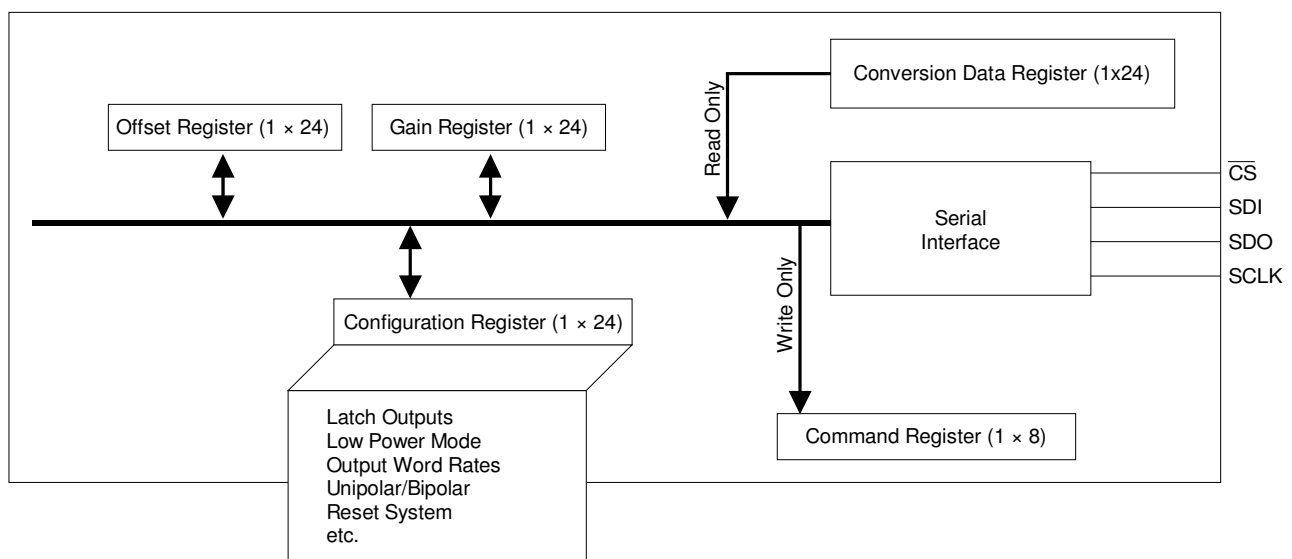 Conversion Data Register (1x24)
Offset Register (1 × 24)
Gain Register (1 × 24)
Read Only
Serial
Interface
CS
SDI
SDO
SCLK
Configuration Register (1 × 24)
Write Only
Latch Outputs
Low Power Mode
Output Word Rates
Unipolar/Bipolar
Reset System
etc.
Command Register (1 × 8)